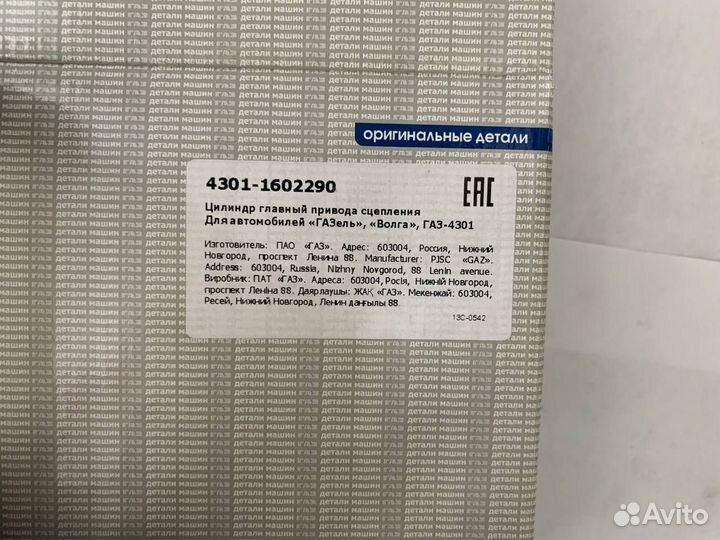 оригинальные детали
4301-1602290
EAC
Цилиндр главный привода сцепления
Для автомобилей «ГАЗель», «Волга», ГАЗ-4301
Изготовитель: ПАО «ГАЗ». Адрес: 603004, Россия, Нижний
Новгород, проспект Ленина 88. Manufacturer: PJSC «GAZ».
Address: 603004, Russia, Nizhny Novgorod, 88 Lenin avenue.
Виробник: ПАТ «ГАЗ». Адреса: 603004, Росія, Нижній Новгород,
проспект Леніна 88. Даярлаушы: ЖАҚ «ГАЗ». Мекенжай: 603004,
Ресей, Нижний Новгород, Ленин данғылы 88.
13С-0542
Avito